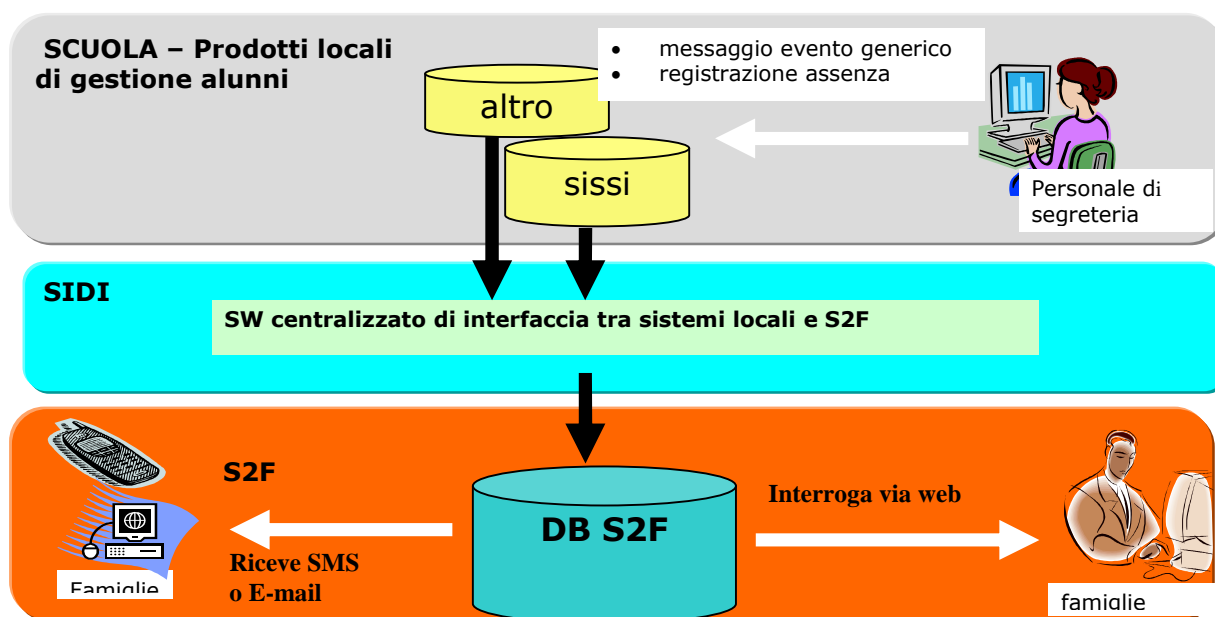 SCUOLA – Prodotti locali
di gestione alunni
• messaggio evento generico
• registrazione assenza
altro
sissi
Personale di
segreteria
SIDI
SW centralizzato di interfaccia tra sistemi locali e S2F
S2F
DB S2F
Interroga via web
Riceve SMS
o E-mail
Famiglie
famiglie